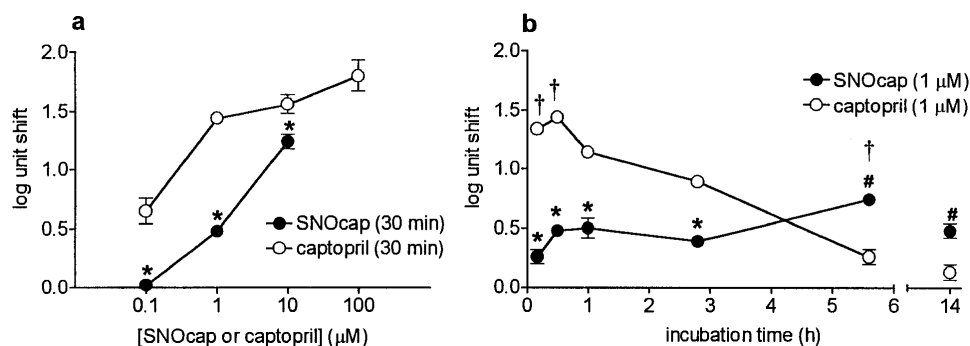 a
log unit shift
2.0
1.5
1.0
0.5
0.0
*
*
*
SNOcap (30 min)
captopril (30 min)
0.1
1
10
100
[SNOcap or captopril] (μM)
b
log unit shift
2.0
1.5
1.0
0.5
0.0
† †
* * * *
†
#
#
SNOcap (1 μM)
captopril (1 μM)
0
1
2
3
4
5
6
14
incubation time (h)